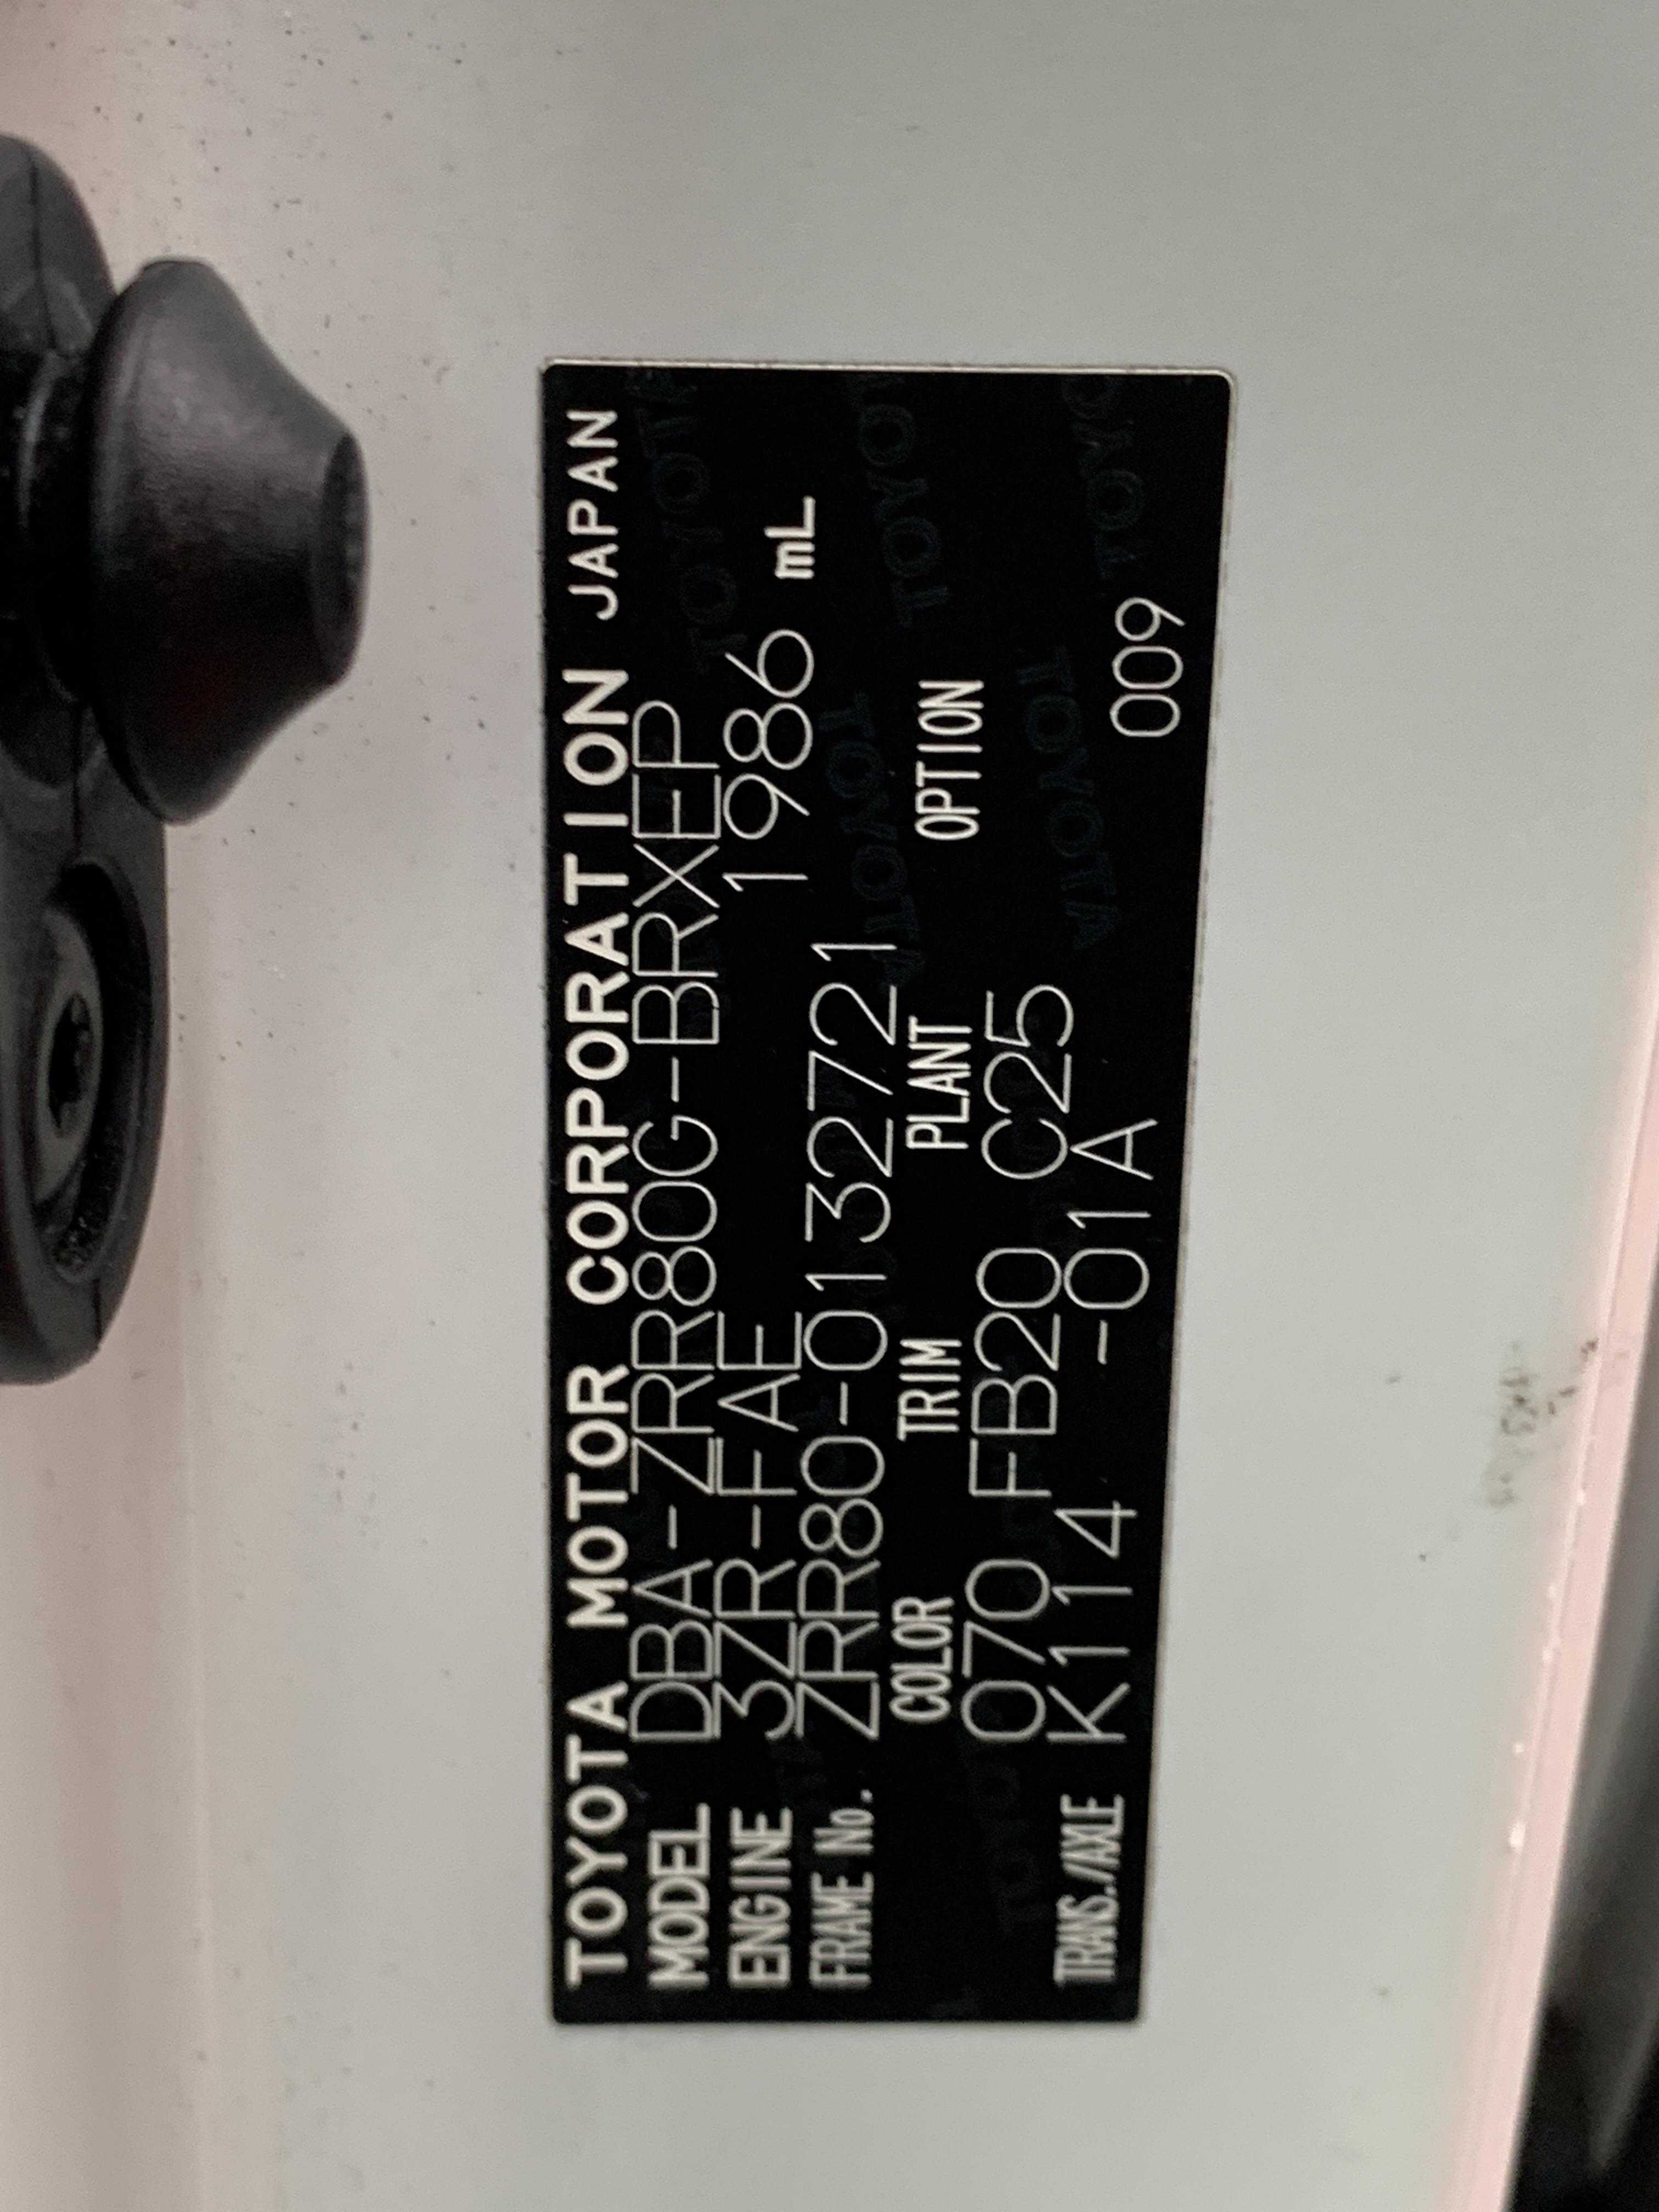 TOYOTA MOTOR CORPORATION JAPAN
MODEL DBA-ZRR80G-BRXEP
ENGINE 3ZR-FAE 1986 mL
FRAME No. ZRR80-0132721
COLOR TRIM PLANT OPTION
070 FB20 C25
TRANS./AXLE K114 -01A 009